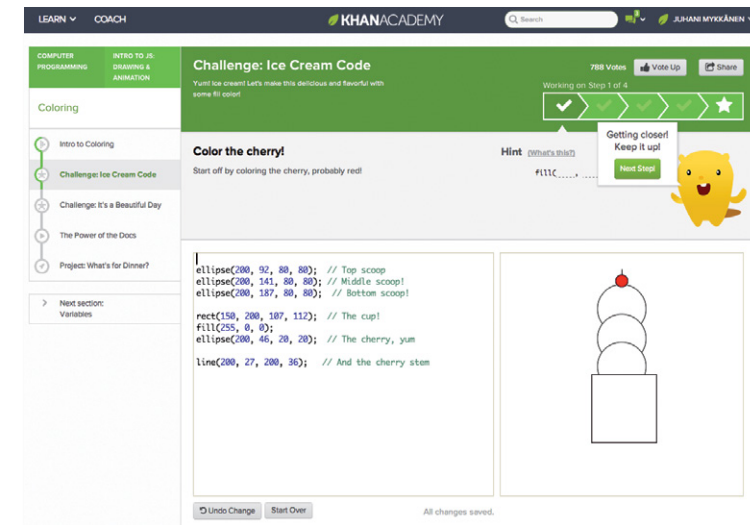 LEARN COACH KHANACADEMY Search 3 JUHANI MYKKÄNEN
COMPUTER PROGRAMMING
INTRO TO JS: DRAWING & ANIMATION
Coloring
Intro to Coloring
Challenge: Ice Cream Code
Challenge: It's a Beautiful Day
The Power of the Docs
Project: What's for Dinner?
Next section:
Variables
Challenge: Ice Cream Code
Yum! Ice cream! Let's make this delicious and flavorful with
some fill color!
788 Votes Vote Up Share
Working on Step 1 of 4
Color the cherry!
Start off by coloring the cherry, probably red!
Hint (What's this?)
fill(____, ____
Getting closer!
Keep it up!
Next Step!
ellipse(200, 92, 80, 80); // Top scoop
ellipse(200, 141, 80, 80); // Middle scoop!
ellipse(200, 187, 80, 80); // Bottom scoop!
rect(150, 200, 107, 112); // The cup!
fill(255, 0, 0);
ellipse(200, 46, 20, 20); // The cherry, yum
line(200, 27, 200, 36); // And the cherry stem
Undo Change Start Over All changes saved.